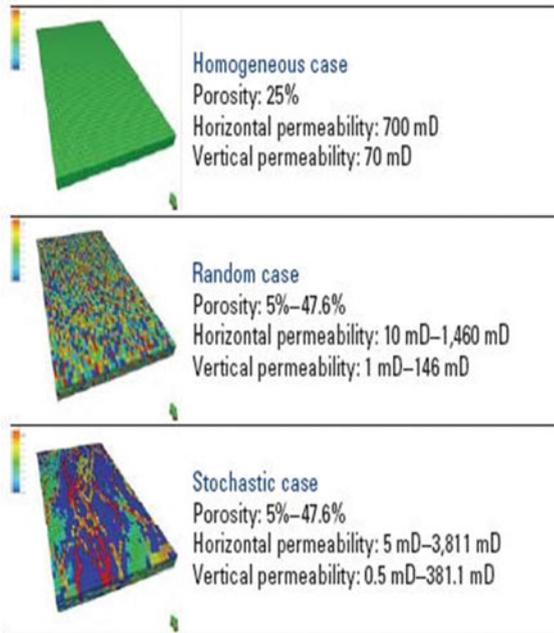 Homogeneous case
Porosity: 25%
Horizontal permeability: 700 mD
Vertical permeability: 70 mD
Random case
Porosity: 5%–47.6%
Horizontal permeability: 10 mD–1,460 mD
Vertical permeability: 1 mD–146 mD
Stochastic case
Porosity: 5%–47.6%
Horizontal permeability: 5 mD–3,811 mD
Vertical permeability: 0.5 mD–381.1 mD